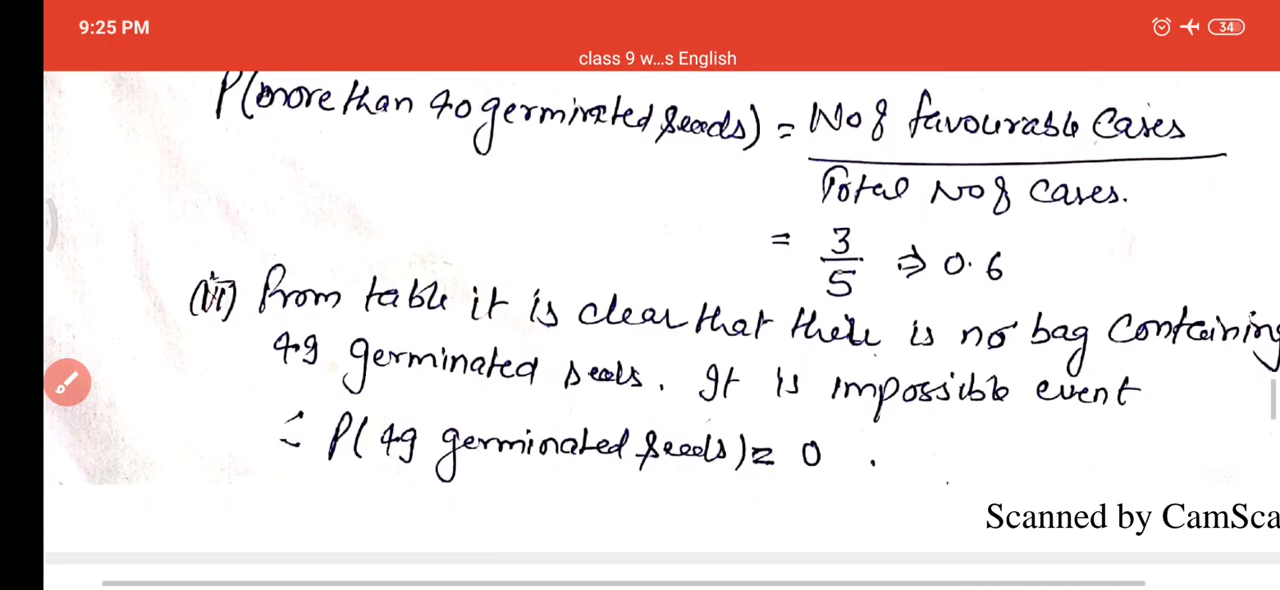 9:25 PM
34
class 9 w...s English
P(more than 40 germinated seeds) = No of favourable Cases
Total No of Cases.
= 3
5 ⇒ 0.6
From table it is clear that there is no bag Containing
49 germinated seeds. It is impossible event
∴ P(49 germinated seeds) = 0 .
Scanned by CamSca